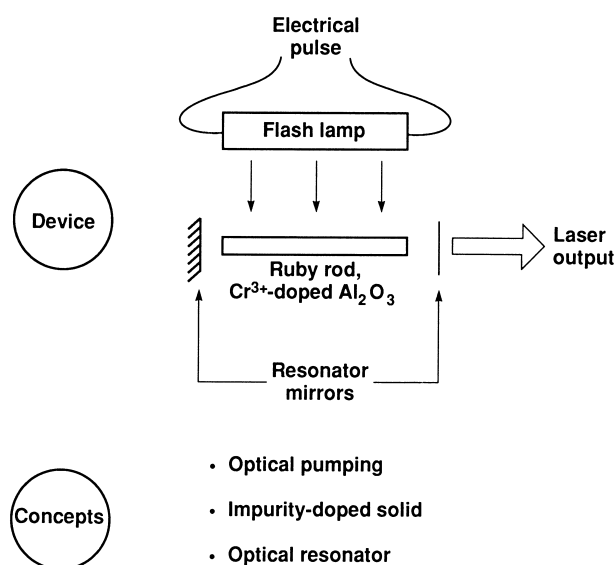 Electrical
pulse
Flash lamp
Device
Laser
output
Ruby rod,
Cr³⁺-doped Al₂O₃
Resonator
mirrors
Concepts
• Optical pumping
• Impurity-doped solid
• Optical resonator